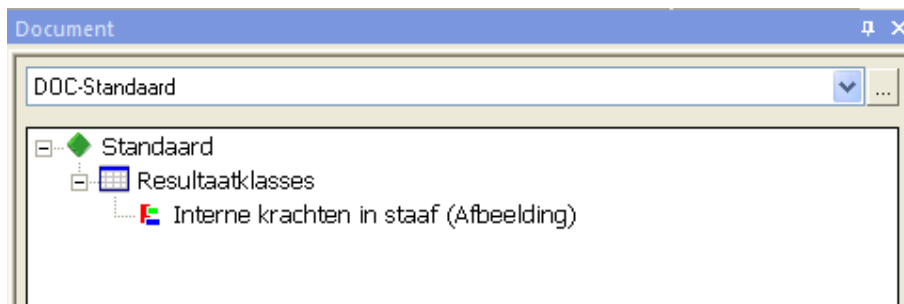 Document
DOC-Standaard
...
Standaard
Resultaatklasses
Interne krachten in staaf (Afbeelding)